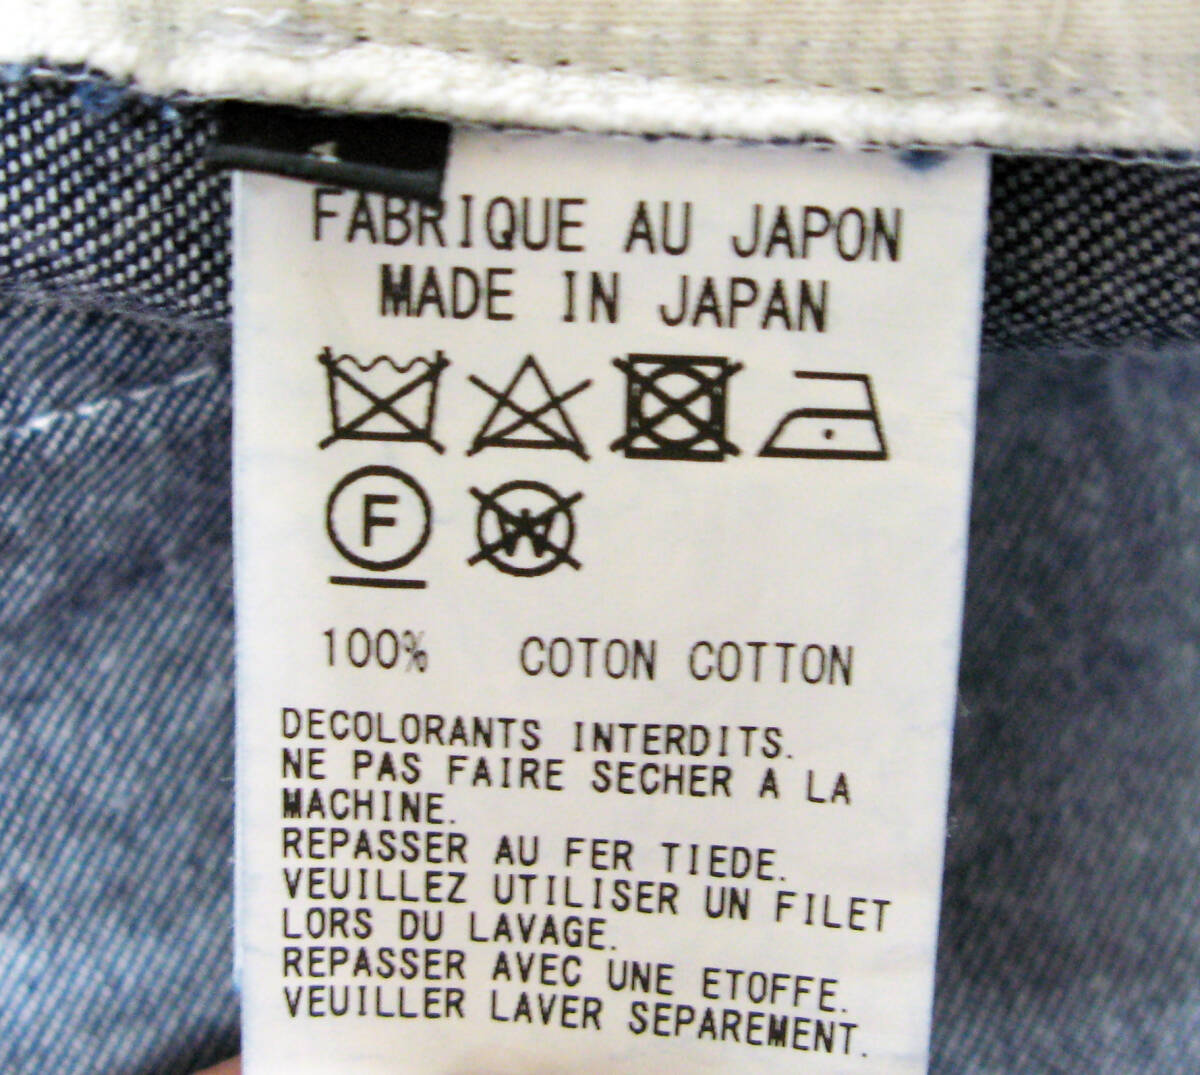 1
FABRIQUE AU JAPON
MADE IN JAPAN
F
W
100% COTON COTTON
DECOLORANTS INTERDITS.
NE PAS FAIRE SECHER A LA
MACHINE.
REPASSER AU FER TIEDE.
VEUILLEZ UTILISER UN FILET
LORS DU LAVAGE.
REPASSER AVEC UNE ETOFFE.
VEUILLER LAVER SEPAREMENT.